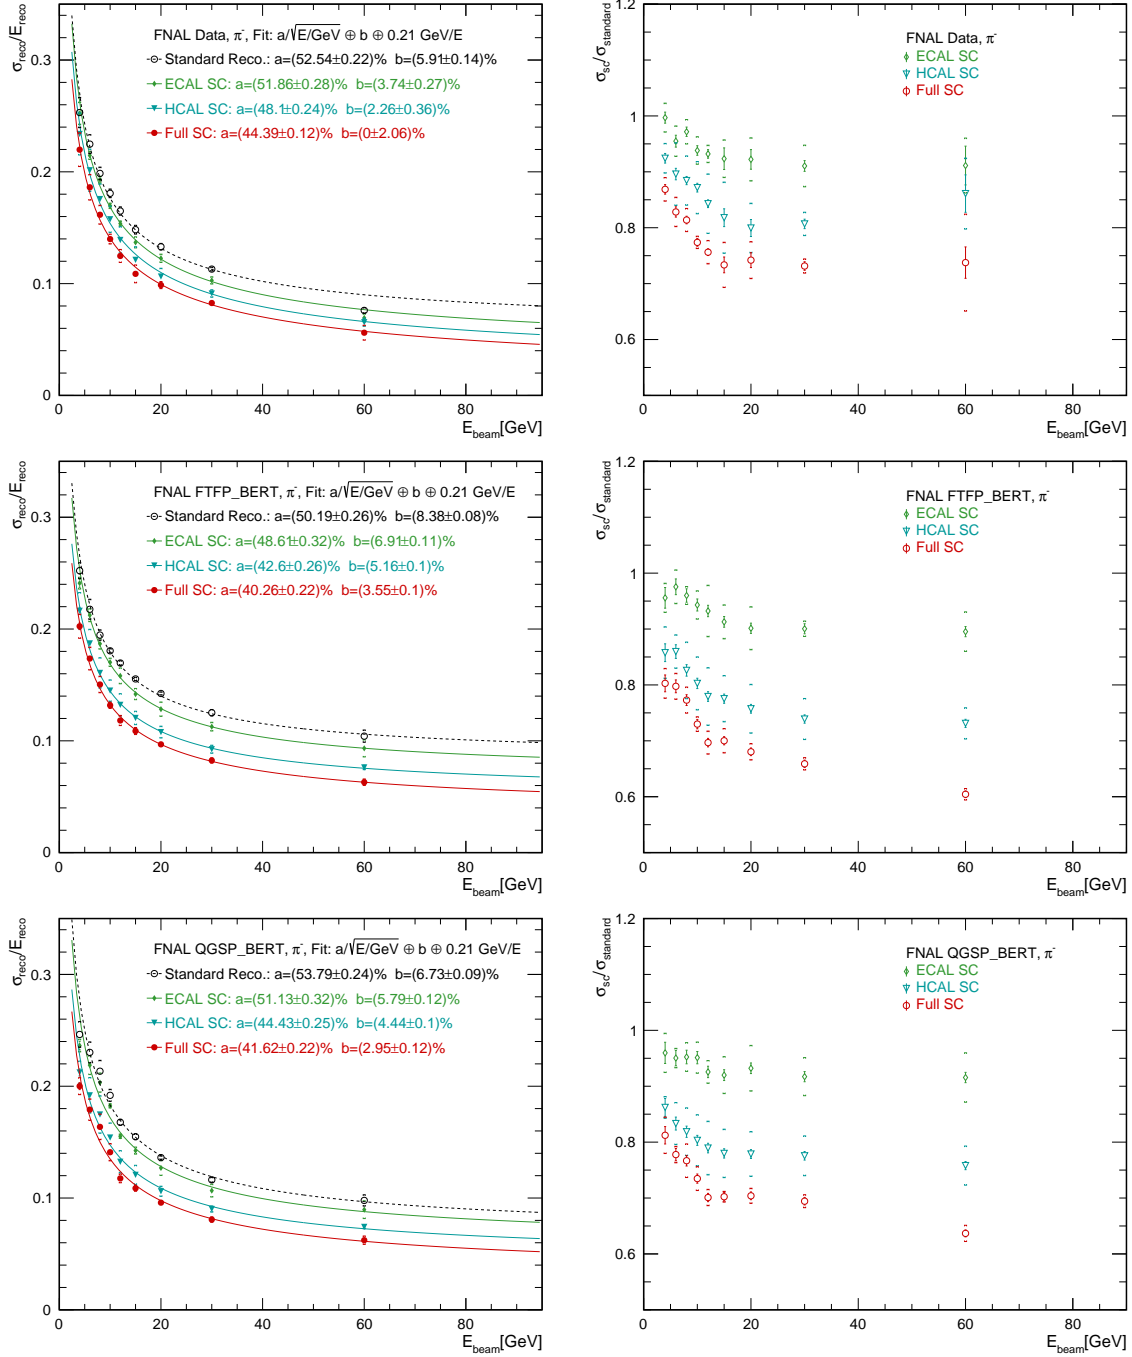 σreco/Ereco
FNAL Data, π-, Fit: a/√E/GeV ⊕ b ⊕ 0.21 GeV/E
Standard Reco.: a=(52.54±0.22)% b=(5.91±0.14)%
ECAL SC: a=(51.86±0.28)% b=(3.74±0.27)%
HCAL SC: a=(48.1±0.24)% b=(2.26±0.36)%
Full SC: a=(44.39±0.12)% b=(0±2.06)%
0.3
0.2
0.1
0
0 20 40 60 80
Ebeam[GeV]
σsc/σstandard
FNAL Data, π-
ECAL SC
HCAL SC
Full SC
1.2
1
0.8
0.6
0 20 40 60 80
Ebeam[GeV]
σreco/Ereco
FNAL FTFP_BERT, π-, Fit: a/√E/GeV ⊕ b ⊕ 0.21 GeV/E
Standard Reco.: a=(50.19±0.26)% b=(8.38±0.08)%
ECAL SC: a=(48.61±0.32)% b=(6.91±0.11)%
HCAL SC: a=(42.6±0.26)% b=(5.16±0.1)%
Full SC: a=(40.26±0.22)% b=(3.55±0.1)%
0.3
0.2
0.1
0
0 20 40 60 80
Ebeam[GeV]
σsc/σstandard
FNAL FTFP_BERT, π-
ECAL SC
HCAL SC
Full SC
1.2
1
0.8
0.6
0 20 40 60 80
Ebeam[GeV]
σreco/Ereco
FNAL QGSP_BERT, π-, Fit: a/√E/GeV ⊕ b ⊕ 0.21 GeV/E
Standard Reco.: a=(53.79±0.24)% b=(6.73±0.09)%
ECAL SC: a=(51.13±0.32)% b=(5.79±0.12)%
HCAL SC: a=(44.43±0.25)% b=(4.44±0.1)%
Full SC: a=(41.62±0.22)% b=(2.95±0.12)%
0.3
0.2
0.1
0
0 20 40 60 80
Ebeam[GeV]
σsc/σstandard
FNAL QGSP_BERT, π-
ECAL SC
HCAL SC
Full SC
1.2
1
0.8
0.6
0 20 40 60 80
Ebeam[GeV]